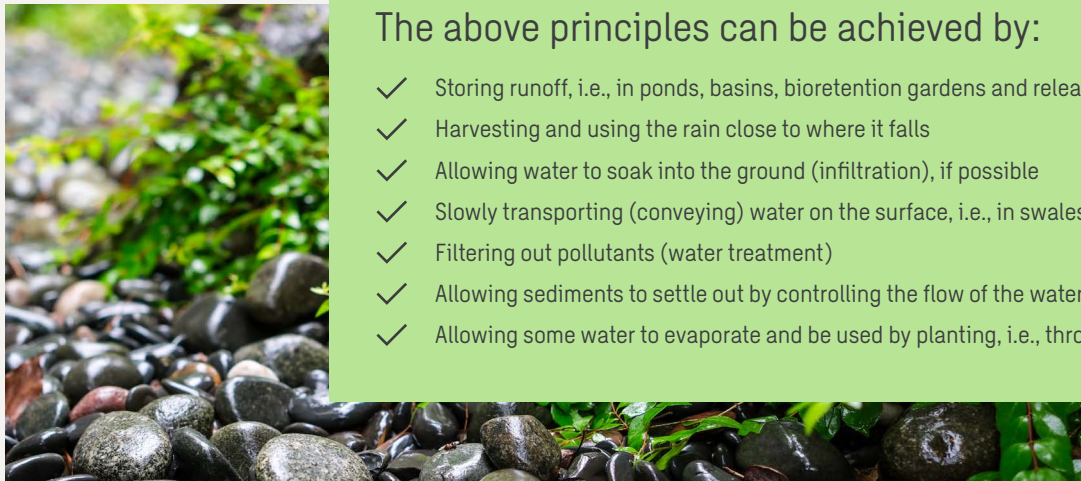 The above principles can be achieved by:
Storing runoff, i.e., in ponds, basins, bioretention gardens and
Harvesting and using the rain close to where it falls
Allowing water to soak into the ground (infiltration), if possible
Slowly transporting (conveying) water on the surface, i.e., in swales
Filtering out pollutants (water treatment)
Allowing sediments to settle out by controlling the flow of the water
Allowing some water to evaporate and be used by planting, i.e.,